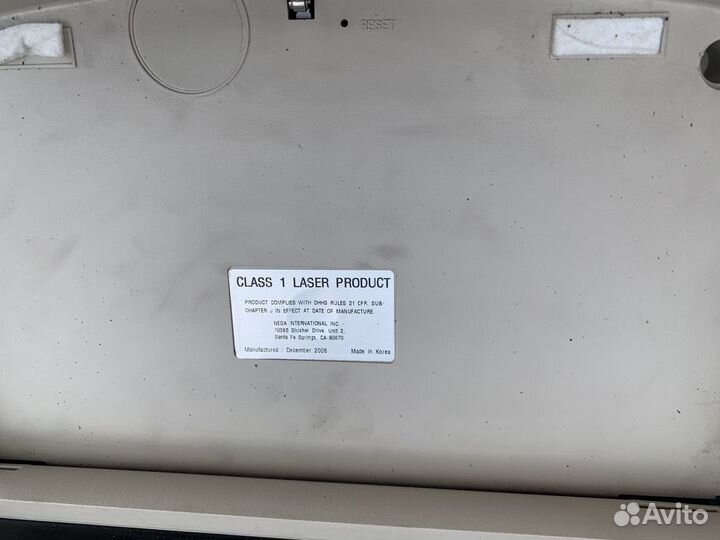 RESET
CLASS 1 LASER PRODUCT
PRODUCT COMPLIES WITH DHHS RULES 21 CFR. SUB-
CHAPTER J IN EFFECT AT DATE OF MANUFACTURE.
NESA INTERNATIONAL INC.
10395 Slusher Drive, Unit 2,
Santa Fe Springs, CA 90670
Manufactured : December 2006 Made in Korea
Avito